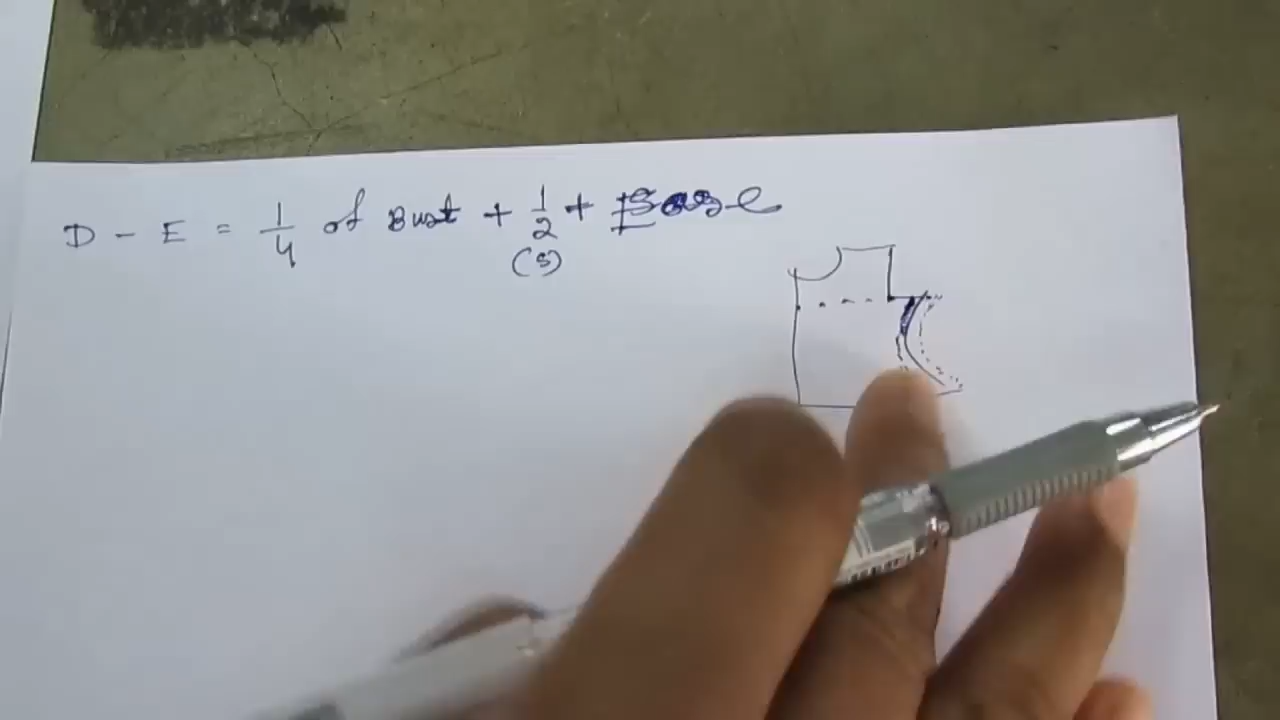 D - E = 1/4 of Bust + 1/2 + Ease
(S)